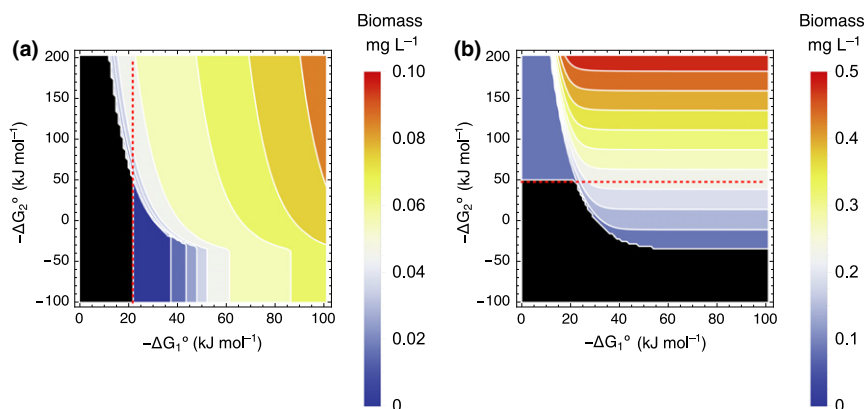 Biomass
mg L⁻¹
Biomass
mg L⁻¹
(a)
200
150
100
50
0
−50
−100
−ΔG₂° (kJ mol⁻¹)
0 20 40 60 80 100
−ΔG₁° (kJ mol⁻¹)
0.10
0.08
0.06
0.04
0.02
0
(b)
200
150
100
50
0
−50
−100
−ΔG₂° (kJ mol⁻¹)
0 20 40 60 80 100
−ΔG₁° (kJ mol⁻¹)
0.5
0.4
0.3
0.2
0.1
0